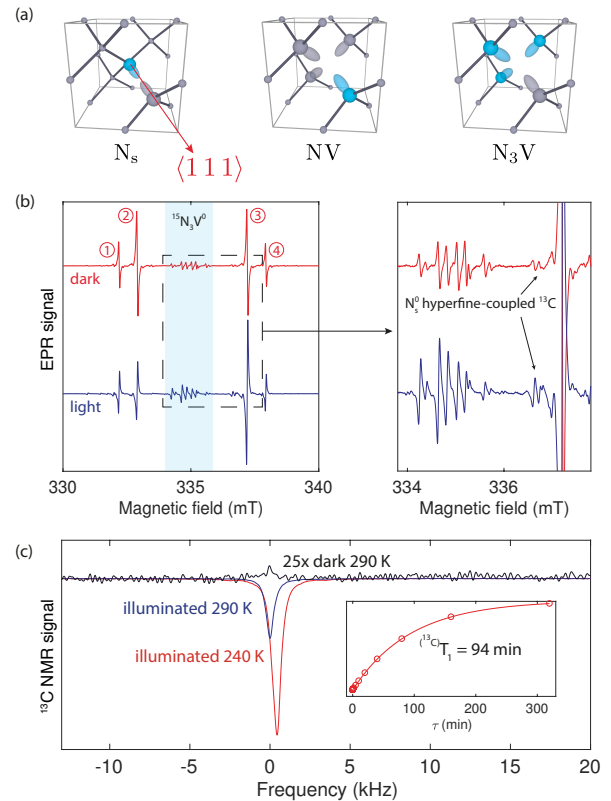 (a)
Nₛ
NV
N₃V
⟨1 1 1⟩
(b)
① ② ¹⁵N₃V⁰ ③ ④
dark
light
EPR signal
330 335 340
Magnetic field (mT)
Nₛ⁰ hyperfine-coupled ¹³C
334 336
Magnetic field (mT)
(c)
25x dark 290 K
illuminated 290 K
illuminated 240 K
¹³C NMR signal
⁽¹³C⁾T₁ = 94 min
0 100 200 300
τ (min)
-10 -5 0 5 10 15 20
Frequency (kHz)